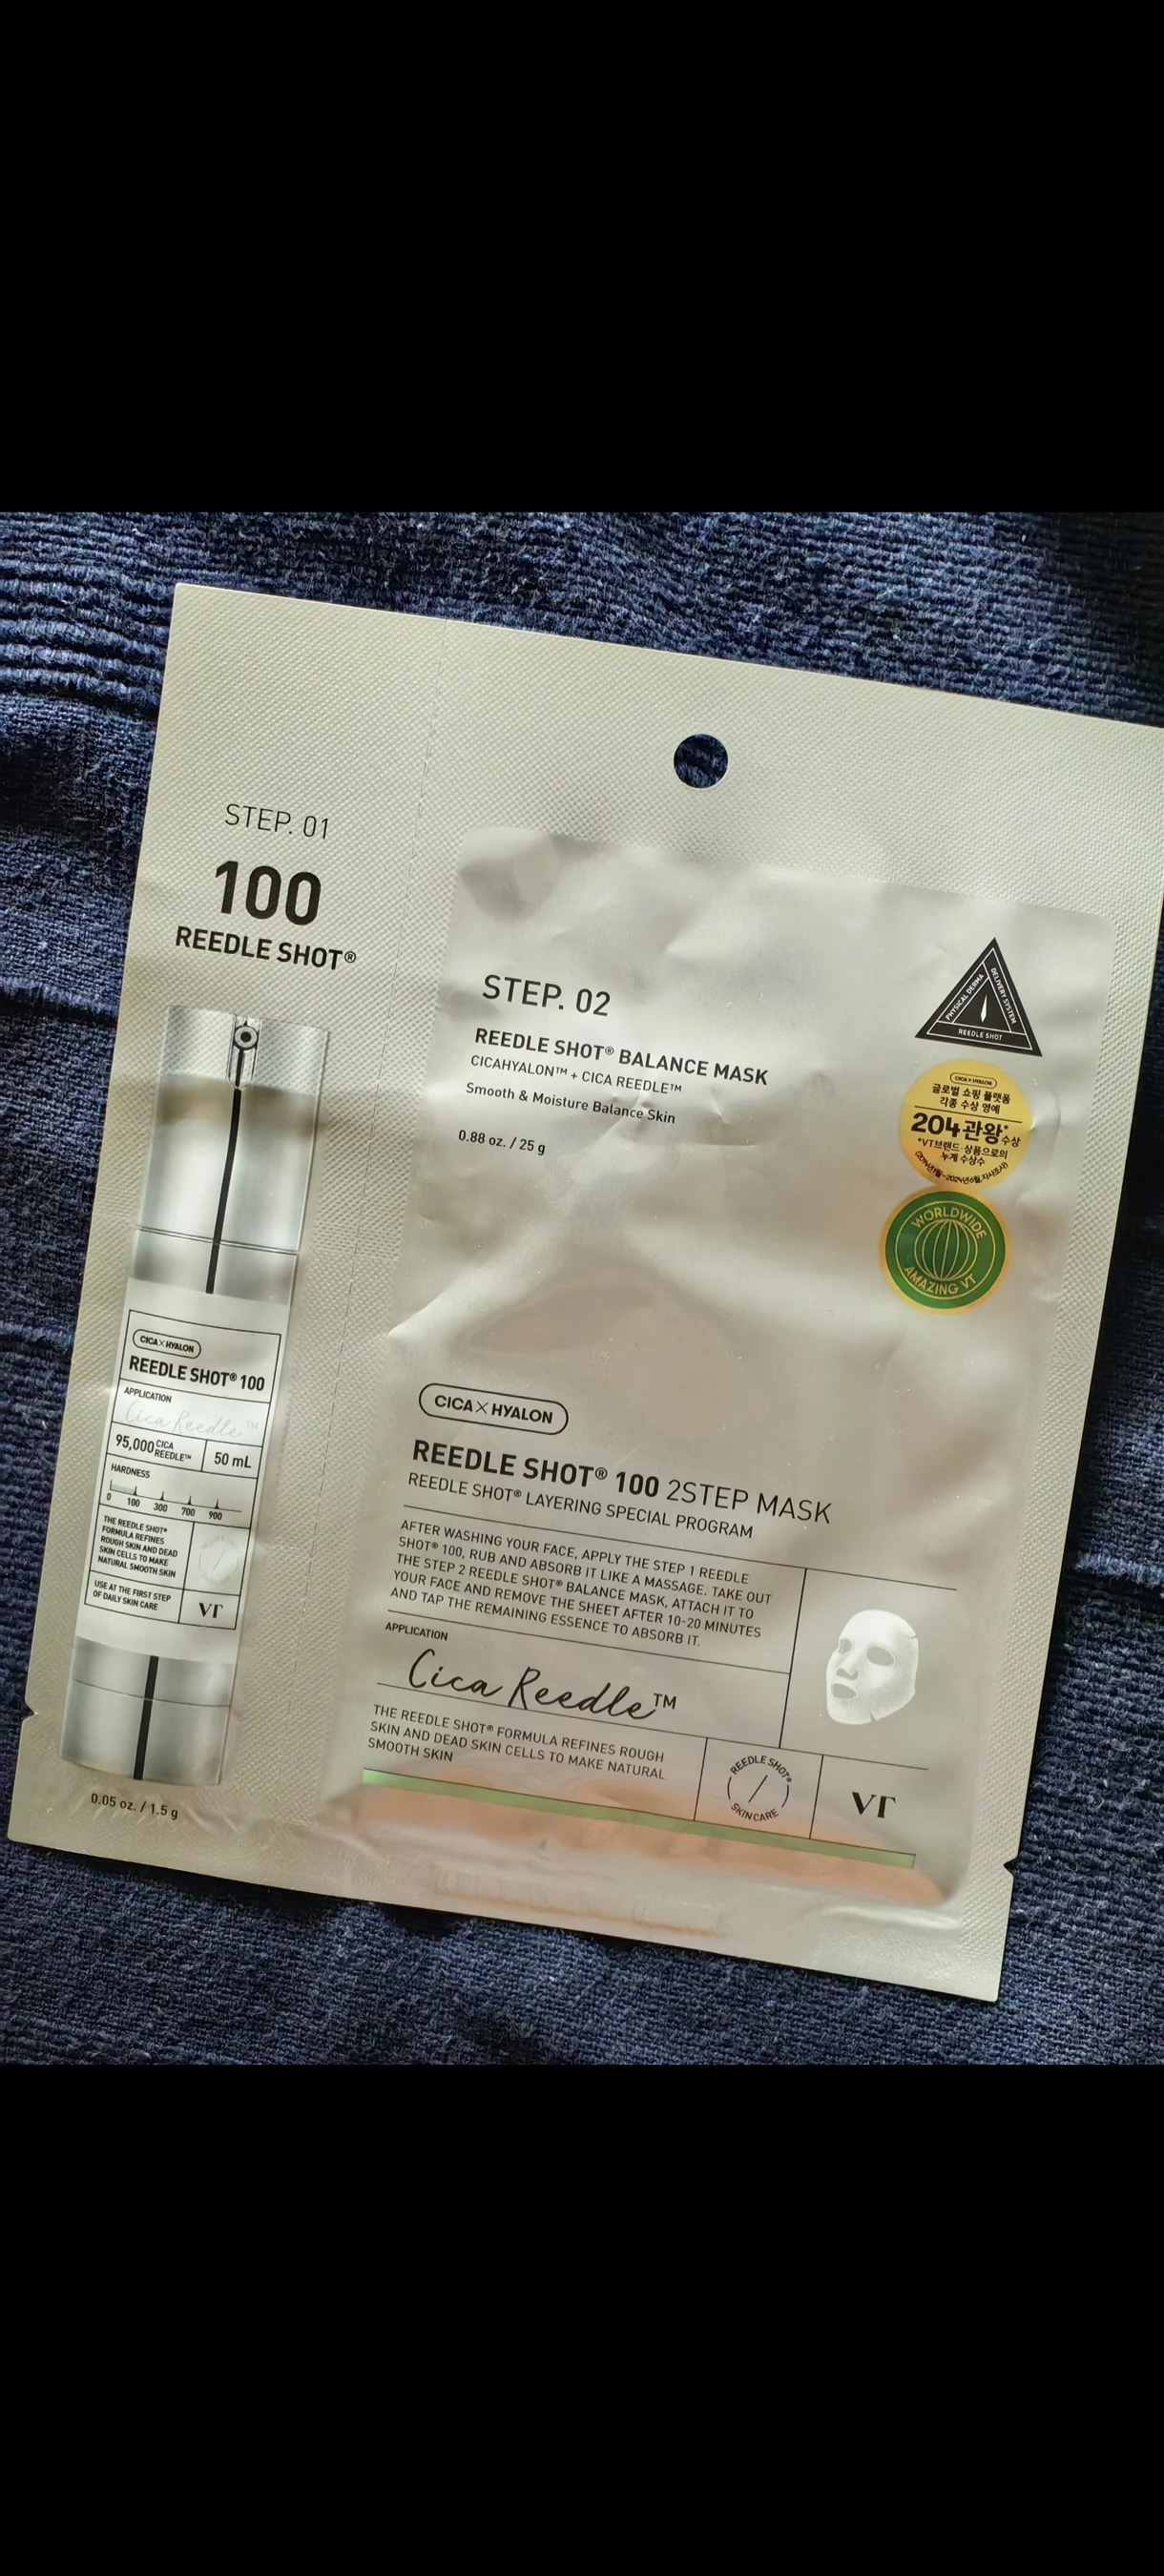 STEP. 01
100
REEDLE SHOT®
CICA×HYALON
REEDLE SHOT® 100
APPLICATION
Cica Reedle™
95,000 CICA REEDLE™
50 mL
HARDNESS
0 100 300 700 900
THE REEDLE SHOT®
FORMULA REFINES
ROUGH SKIN AND DEAD
SKIN CELLS TO MAKE
NATURAL SMOOTH SKIN
USE AT THE FIRST STEP
OF DAILY SKIN CARE
VT
0.05 oz. / 1.5 g
STEP. 02
REEDLE SHOT® BALANCE MASK
CICAHYALON™ + CICA REEDLE™
Smooth & Moisture Balance Skin
0.88 oz. / 25 g
PHYSICAL DERMA
DELIVERY SYSTEM
REEDLE SHOT
CICA×HYALON
글로벌 쇼핑 플랫폼
각종 수상 영예
204관왕* 수상
*VT브랜드·상품으로의
누계 수상수
WORLDWIDE
AMAZING VT
CICA×HYALON
REEDLE SHOT® 100 2STEP MASK
REEDLE SHOT® LAYERING SPECIAL PROGRAM
AFTER WASHING YOUR FACE, APPLY THE STEP 1 REEDLE
SHOT® 100, RUB AND ABSORB IT LIKE A MASSAGE. TAKE OUT
THE STEP 2 REEDLE SHOT® BALANCE MASK, ATTACH IT TO
YOUR FACE AND REMOVE THE SHEET AFTER 10-20 MINUTES
AND TAP THE REMAINING ESSENCE TO ABSORB IT.
APPLICATION
Cica Reedle™
THE REEDLE SHOT® FORMULA REFINES ROUGH
SKIN AND DEAD SKIN CELLS TO MAKE NATURAL
SMOOTH SKIN
REEDLE SHOT®
SKINCARE
VT